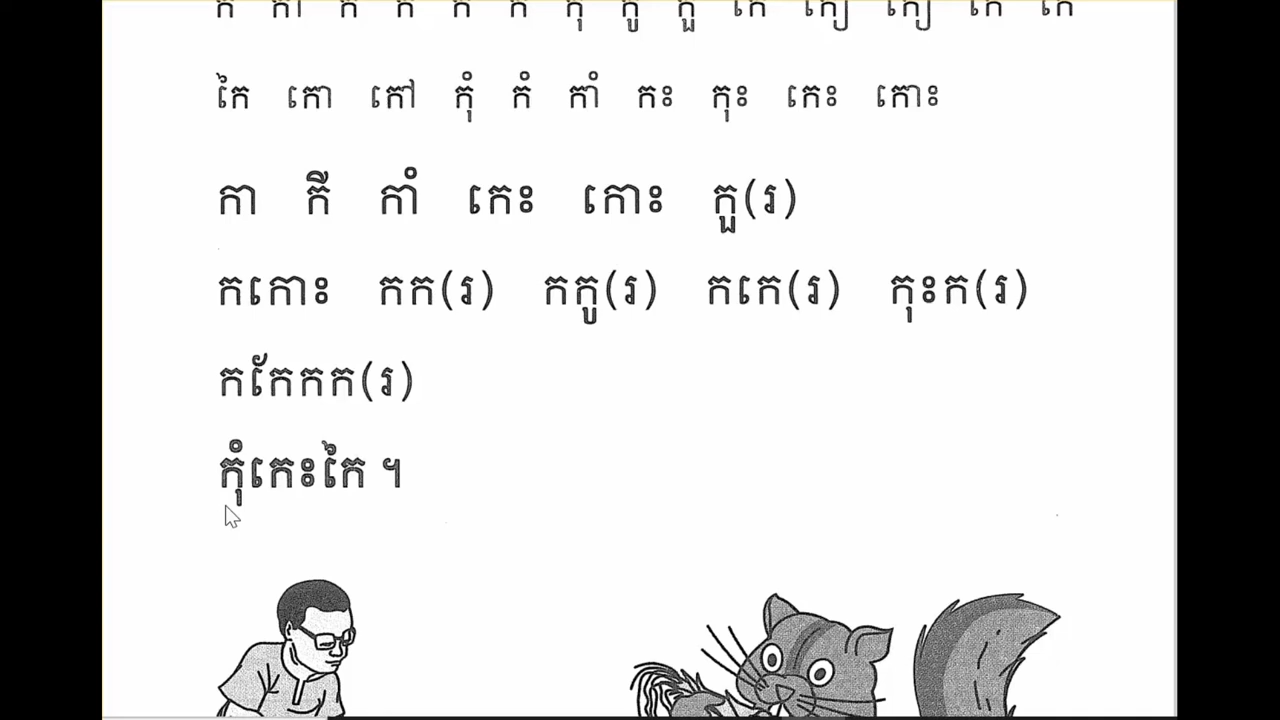 កៃ កោ កៅ កុំ កំ កាំ កះ កុះ កេះ កោះ
កា កី កាំ កេះ កោះ កួ(រ)
កកោះ កក(រ) កកូ(រ) កកេ(រ) កុះក(រ)
កកែកក(រ)
កុំកេះកៃ ។